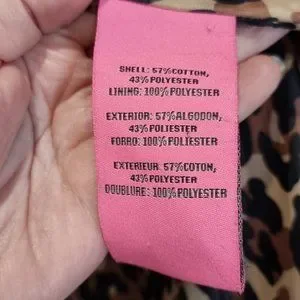 SHELL: 57%COTTON,
43%POLYESTER
LINING: 100%POLYESTER
EXTERIOR: 57%ALGODON,
43%POLIESTER
FORRO: 100%POLYESTER
EXTERIEUR: 57%COTON,
43%POLYESTER
DOUBLURE: 100%POLYESTER